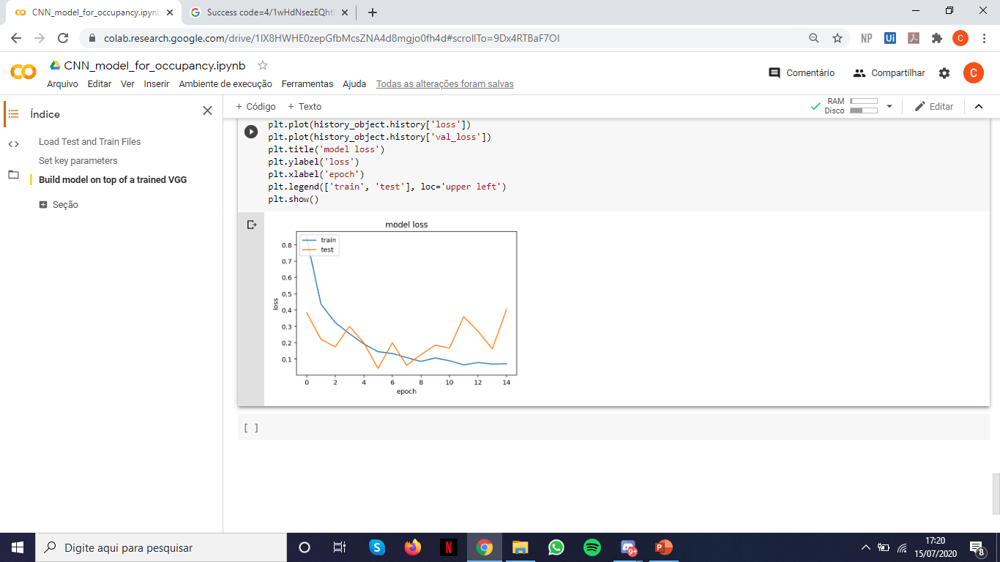 CNN_model_for_occupancy.ipynb
Success code=4/1wHdNsezEQht
colab.research.google.com/drive/1IX8HWHE0zepGfbMcsZNA4d8mgjo0fh4d#scrollTo=9Dx4RTBaF7OI
NP
Ui
C
CNN_model_for_occupancy.ipynb
Comentário
Compartilhar
C
Arquivo Editar Ver Inserir Ambiente de execução Ferramentas Ajuda Todas as alterações foram salvas
Índice
+ Código + Texto
RAM
Disco
Editar
Load Test and Train Files
Set key parameters
Build model on top of a trained VGG
Seção
plt.plot(history_object.history['loss'])
plt.plot(history_object.history['val_loss'])
plt.title('model loss')
plt.ylabel('loss')
plt.xlabel('epoch')
plt.legend(['train', 'test'], loc='upper left')
plt.show()
model loss
train
test
0.8
0.7
0.6
0.5
0.4
0.3
0.2
0.1
loss
0 2 4 6 8 10 12 14
epoch
[ ]
Digite aqui para pesquisar
S
N
9+
P
17:20
15/07/2020
8